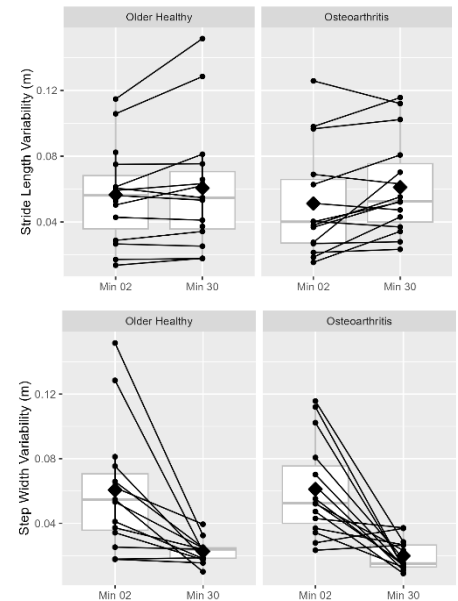 Older Healthy
Osteoarthritis
Stride Length Variability (m)
0.12
0.08
0.04
Min 02
Min 30
Min 02
Min 30
Older Healthy
Osteoarthritis
Step Width Variability (m)
0.12
0.08
0.04
Min 02
Min 30
Min 02
Min 30